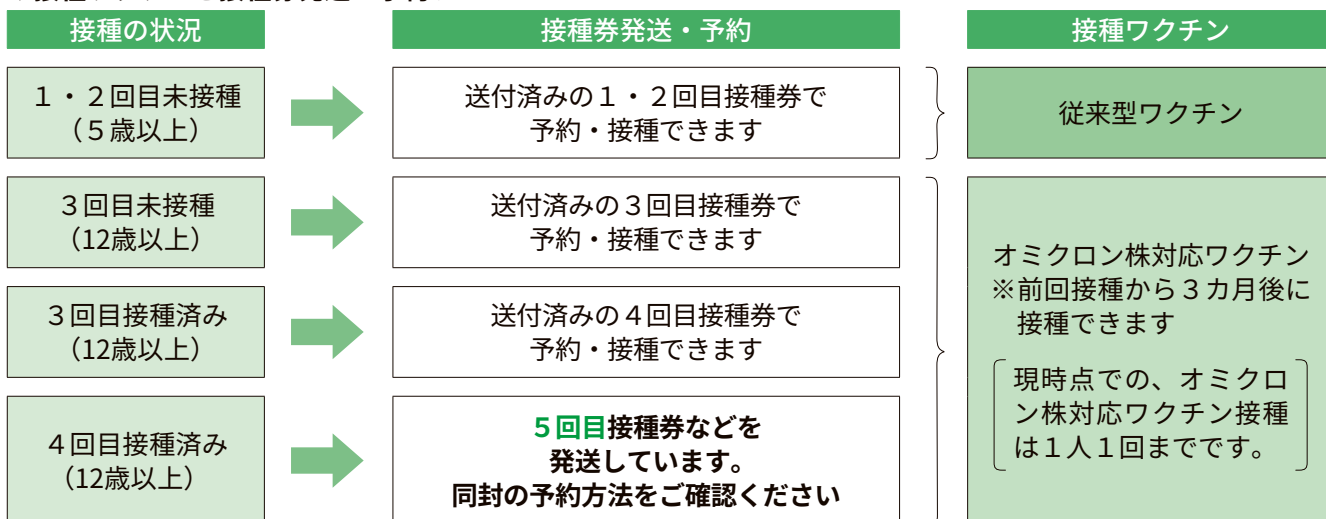 接種の状況
接種券発送・予約
接種ワクチン
１・２回目未接種
（５歳以上）
送付済みの１・２回目接種券で
予約・接種できます
従来型ワクチン
３回目未接種
（12歳以上）
送付済みの３回目接種券で
予約・接種できます
３回目接種済み
（12歳以上）
送付済みの４回目接種券で
予約・接種できます
４回目接種済み
（12歳以上）
５回目接種券などを
発送しています。
同封の予約方法をご確認ください
オミクロン株対応ワクチン
※前回接種から３カ月後に
接種できます
現時点での、オミクロ
ン株対応ワクチン接種
は１人１回までです。